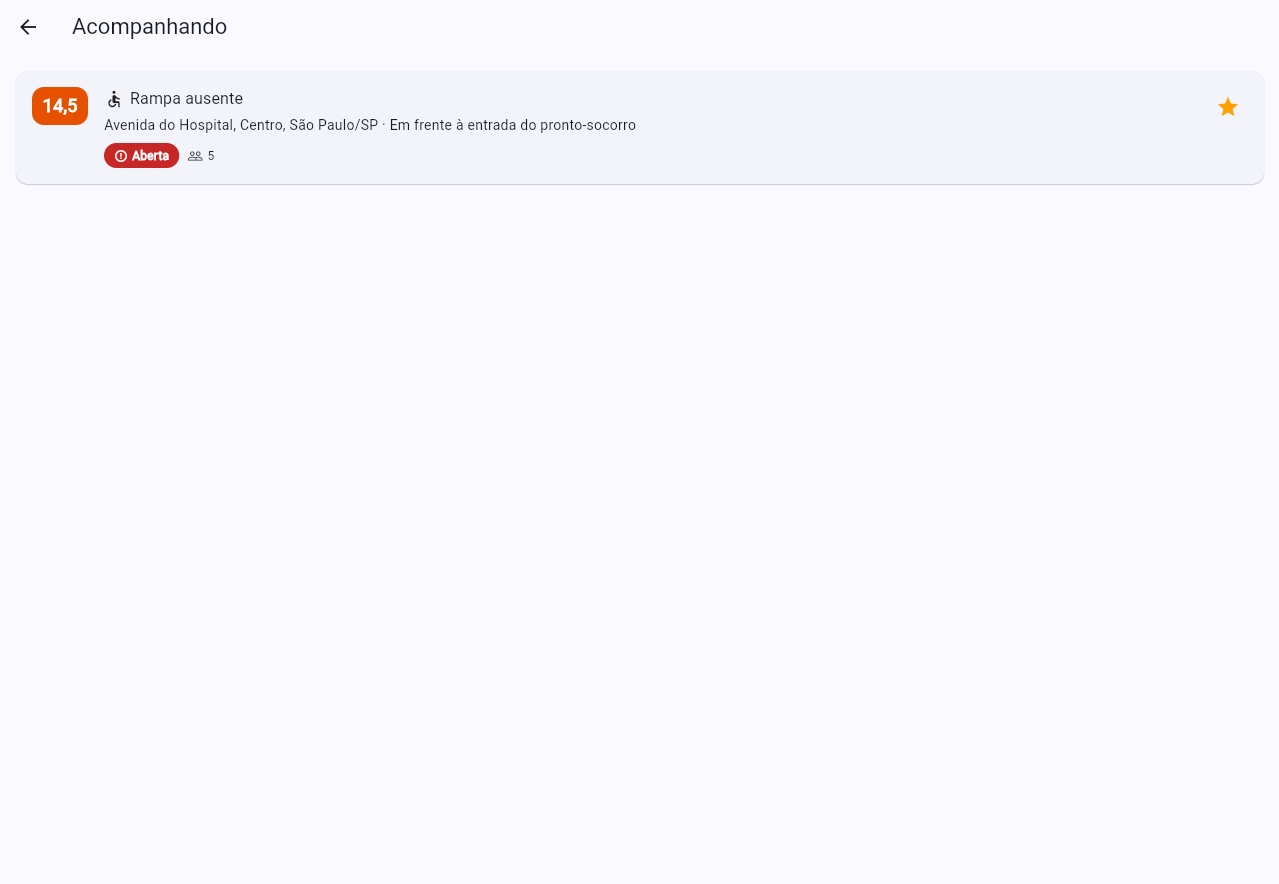 Acompanhando
14,5
Rampa ausente
Avenida do Hospital, Centro, São Paulo/SP · Em frente à entrada do pronto-socorro
Aberta
5